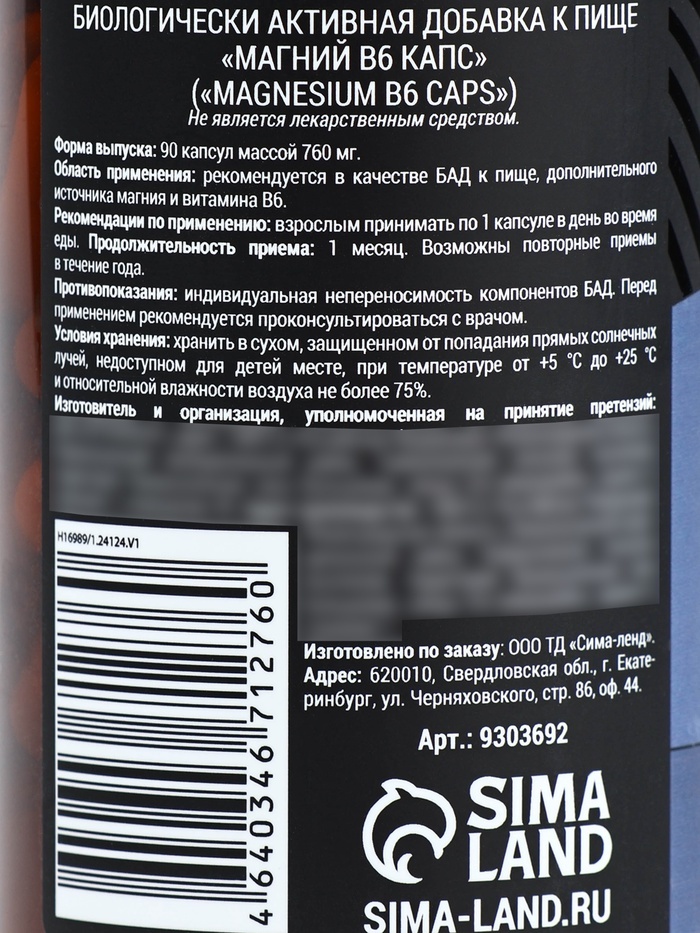 БИОЛОГИЧЕСКИ АКТИВНАЯ ДОБАВКА К ПИЩЕ
«МАГНИЙ В6 КАПС»
(«MAGNESIUM B6 CAPS»)
Не является лекарственным средством.
Форма выпуска: 90 капсул массой 760 мг.
Область применения: рекомендуется в качестве БАД к пище, дополнительного
источника магния и витамина В6.
Рекомендации по применению: взрослым принимать по 1 капсуле в день во время
еды. Продолжительность приема: 1 месяц. Возможны повторные приемы
в течение года.
Противопоказания: индивидуальная непереносимость компонентов БАД. Перед
применением рекомендуется проконсультироваться с врачом.
Условия хранения: хранить в сухом, защищенном от попадания прямых солнечных
лучей, недоступном для детей месте, при температуре от +5 °С до +25 °С
и относительной влажности воздуха не более 75%.
Изготовитель и организация, уполномоченная на принятие претензий:
H16989/1.24124.V1
4 640346 712760
Изготовлено по заказу: ООО ТД «Сима-ленд».
Адрес: 620010, Свердловская обл., г. Екате-
ринбург, ул. Черняховского, стр. 86, оф. 44.
Арт.: 9303692
SIMA
LAND
SIMA-LAND.RU